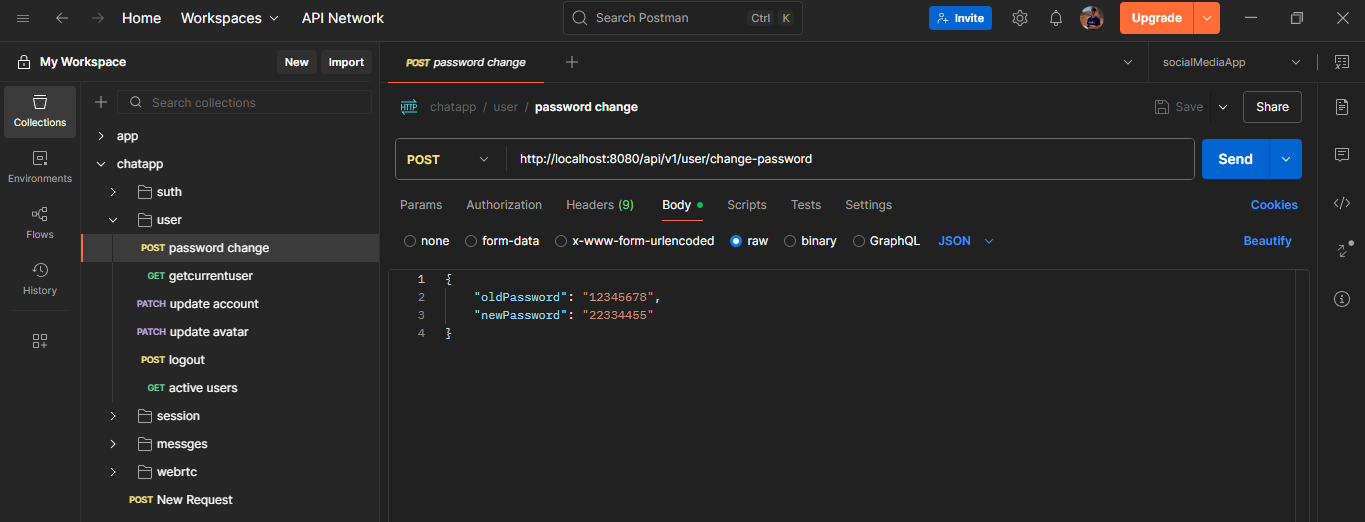 Home Workspaces API Network Search Postman Ctrl K Invite Upgrade
My Workspace New Import POST password change socialMediaApp
Collections
Environments
Flows
History
Search collections
app
chatapp
suth
user
POST password change
GET getcurrentuser
PATCH update account
PATCH update avatar
POST logout
GET active users
session
messges
webrtc
POST New Request
HTTP chatapp / user / password change Save Share
POST http://localhost:8080/api/v1/user/change-password Send
Params Authorization Headers (9) Body Scripts Tests Settings Cookies
none form-data x-www-form-urlencoded raw binary GraphQL JSON Beautify
1 {
2 "oldPassword": "12345678",
3 "newPassword": "22334455"
4 }